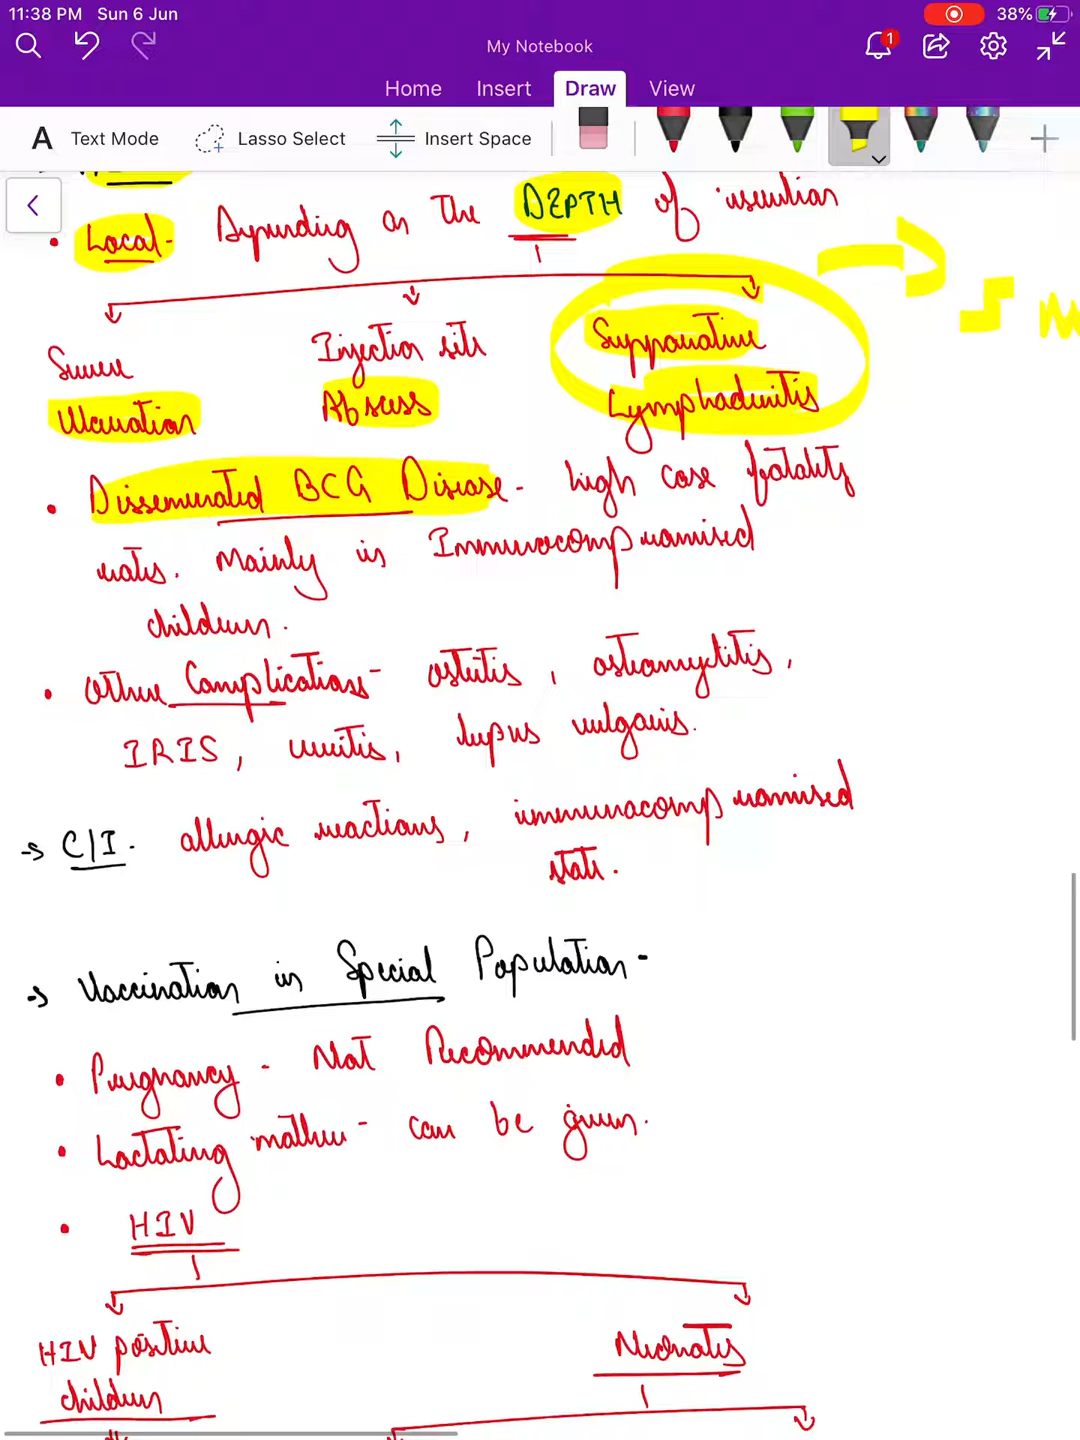 11:38 PM Sun 6 Jun
38%
1
My Notebook
Home Insert Draw View
A Text Mode Lasso Select Insert Space
• Local- Depending on the DEPTH of insertion
Severe
Ulceration
Injection site
Abscess
Suppurative
Lymphadenitis
• Disseminated BCG Disease- high case fatality
rates. Mainly in Immunocompromised
children.
• Other Complications- osteitis, osteomyelitis,
IRIS, uveitis, lupus vulgaris.
→ C/I. allergic reactions, immunocompromised
state.
→ Vaccination in Special Population-
• Pregnancy - Not Recommended
• Lactating mother- can be given.
• HIV
HIV positive
children
Neonates